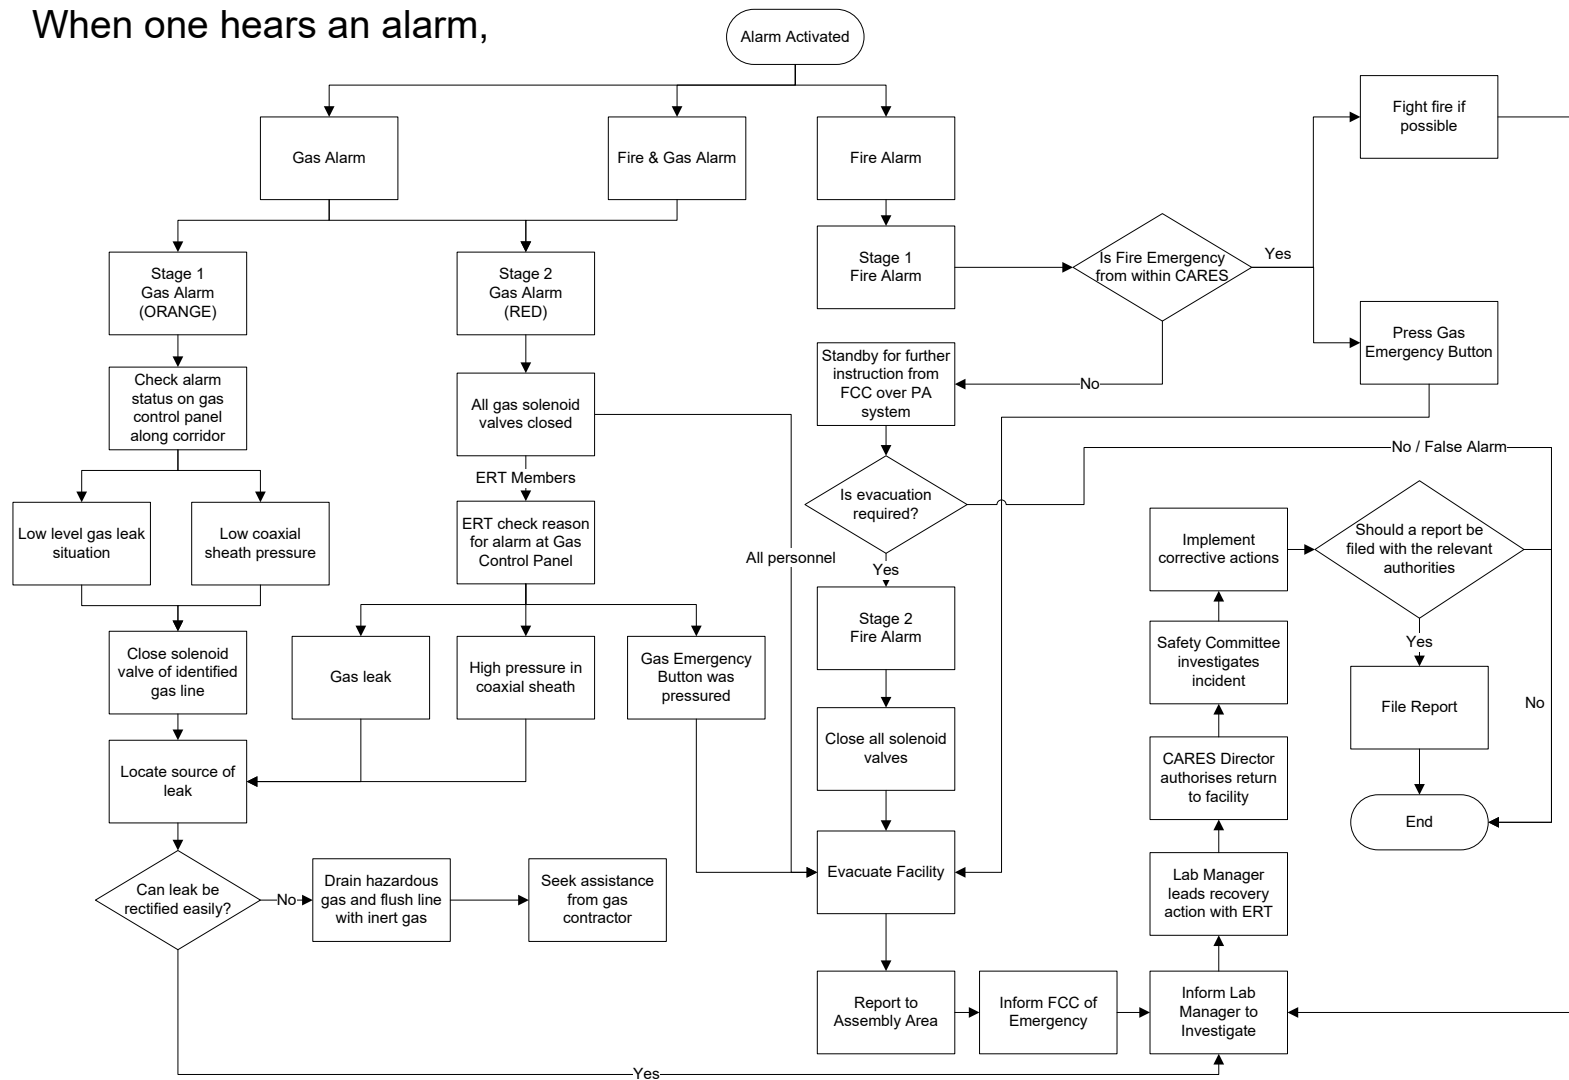 When one hears an alarm,
Alarm Activated
Gas Alarm
Fire & Gas Alarm
Fire Alarm
Fight fire if
possible
Stage 1
Gas Alarm
(ORANGE)
Stage 2
Gas Alarm
(RED)
Stage 1
Fire Alarm
Is Fire Emergency
from within CARES
Yes
Press Gas
Emergency Button
Check alarm
status on gas
control panel
along corridor
All gas solenoid
valves closed
Standby for further
instruction from
FCC over PA
system
No
No / False Alarm
ERT Members
Low level gas leak
situation
Low coaxial
sheath pressure
ERT check reason
for alarm at Gas
Control Panel
All personnel
Is evacuation
required?
Yes
Implement
corrective actions
Should a report be
filed with the relevant
authorities
Yes
No
Close solenoid
valve of identified
gas line
Gas leak
High pressure in
coaxial sheath
Gas Emergency
Button was
pressured
Stage 2
Fire Alarm
Safety Committee
investigates
incident
File Report
Locate source of
leak
Close all solenoid
valves
CARES Director
authorises return
to facility
End
Can leak be
rectified easily?
No
Drain hazardous
gas and flush line
with inert gas
Seek assistance
from gas
contractor
Evacuate Facility
Lab Manager
leads recovery
action with ERT
Report to
Assembly Area
Inform FCC of
Emergency
Inform Lab
Manager to
Investigate
Yes